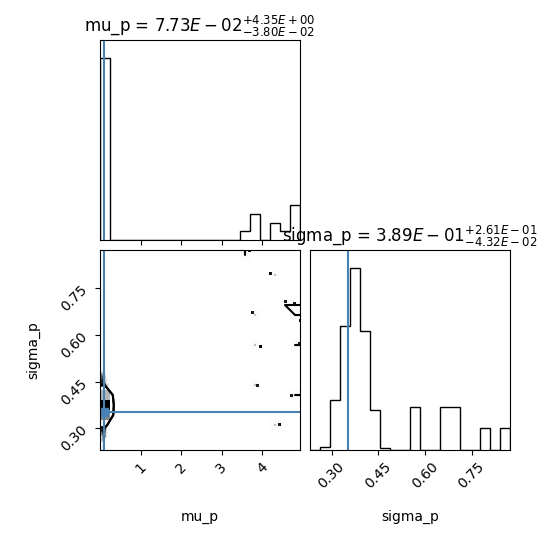 mu_p = 7.73E − 02 +4.35E+00 −3.80E−02
sigma_p = 3.89E − 01 +2.61E−01 −4.32E−02
0.75
0.60
0.45
0.30
sigma_p
1 2 3 4
0.30 0.45 0.60 0.75
mu_p sigma_p